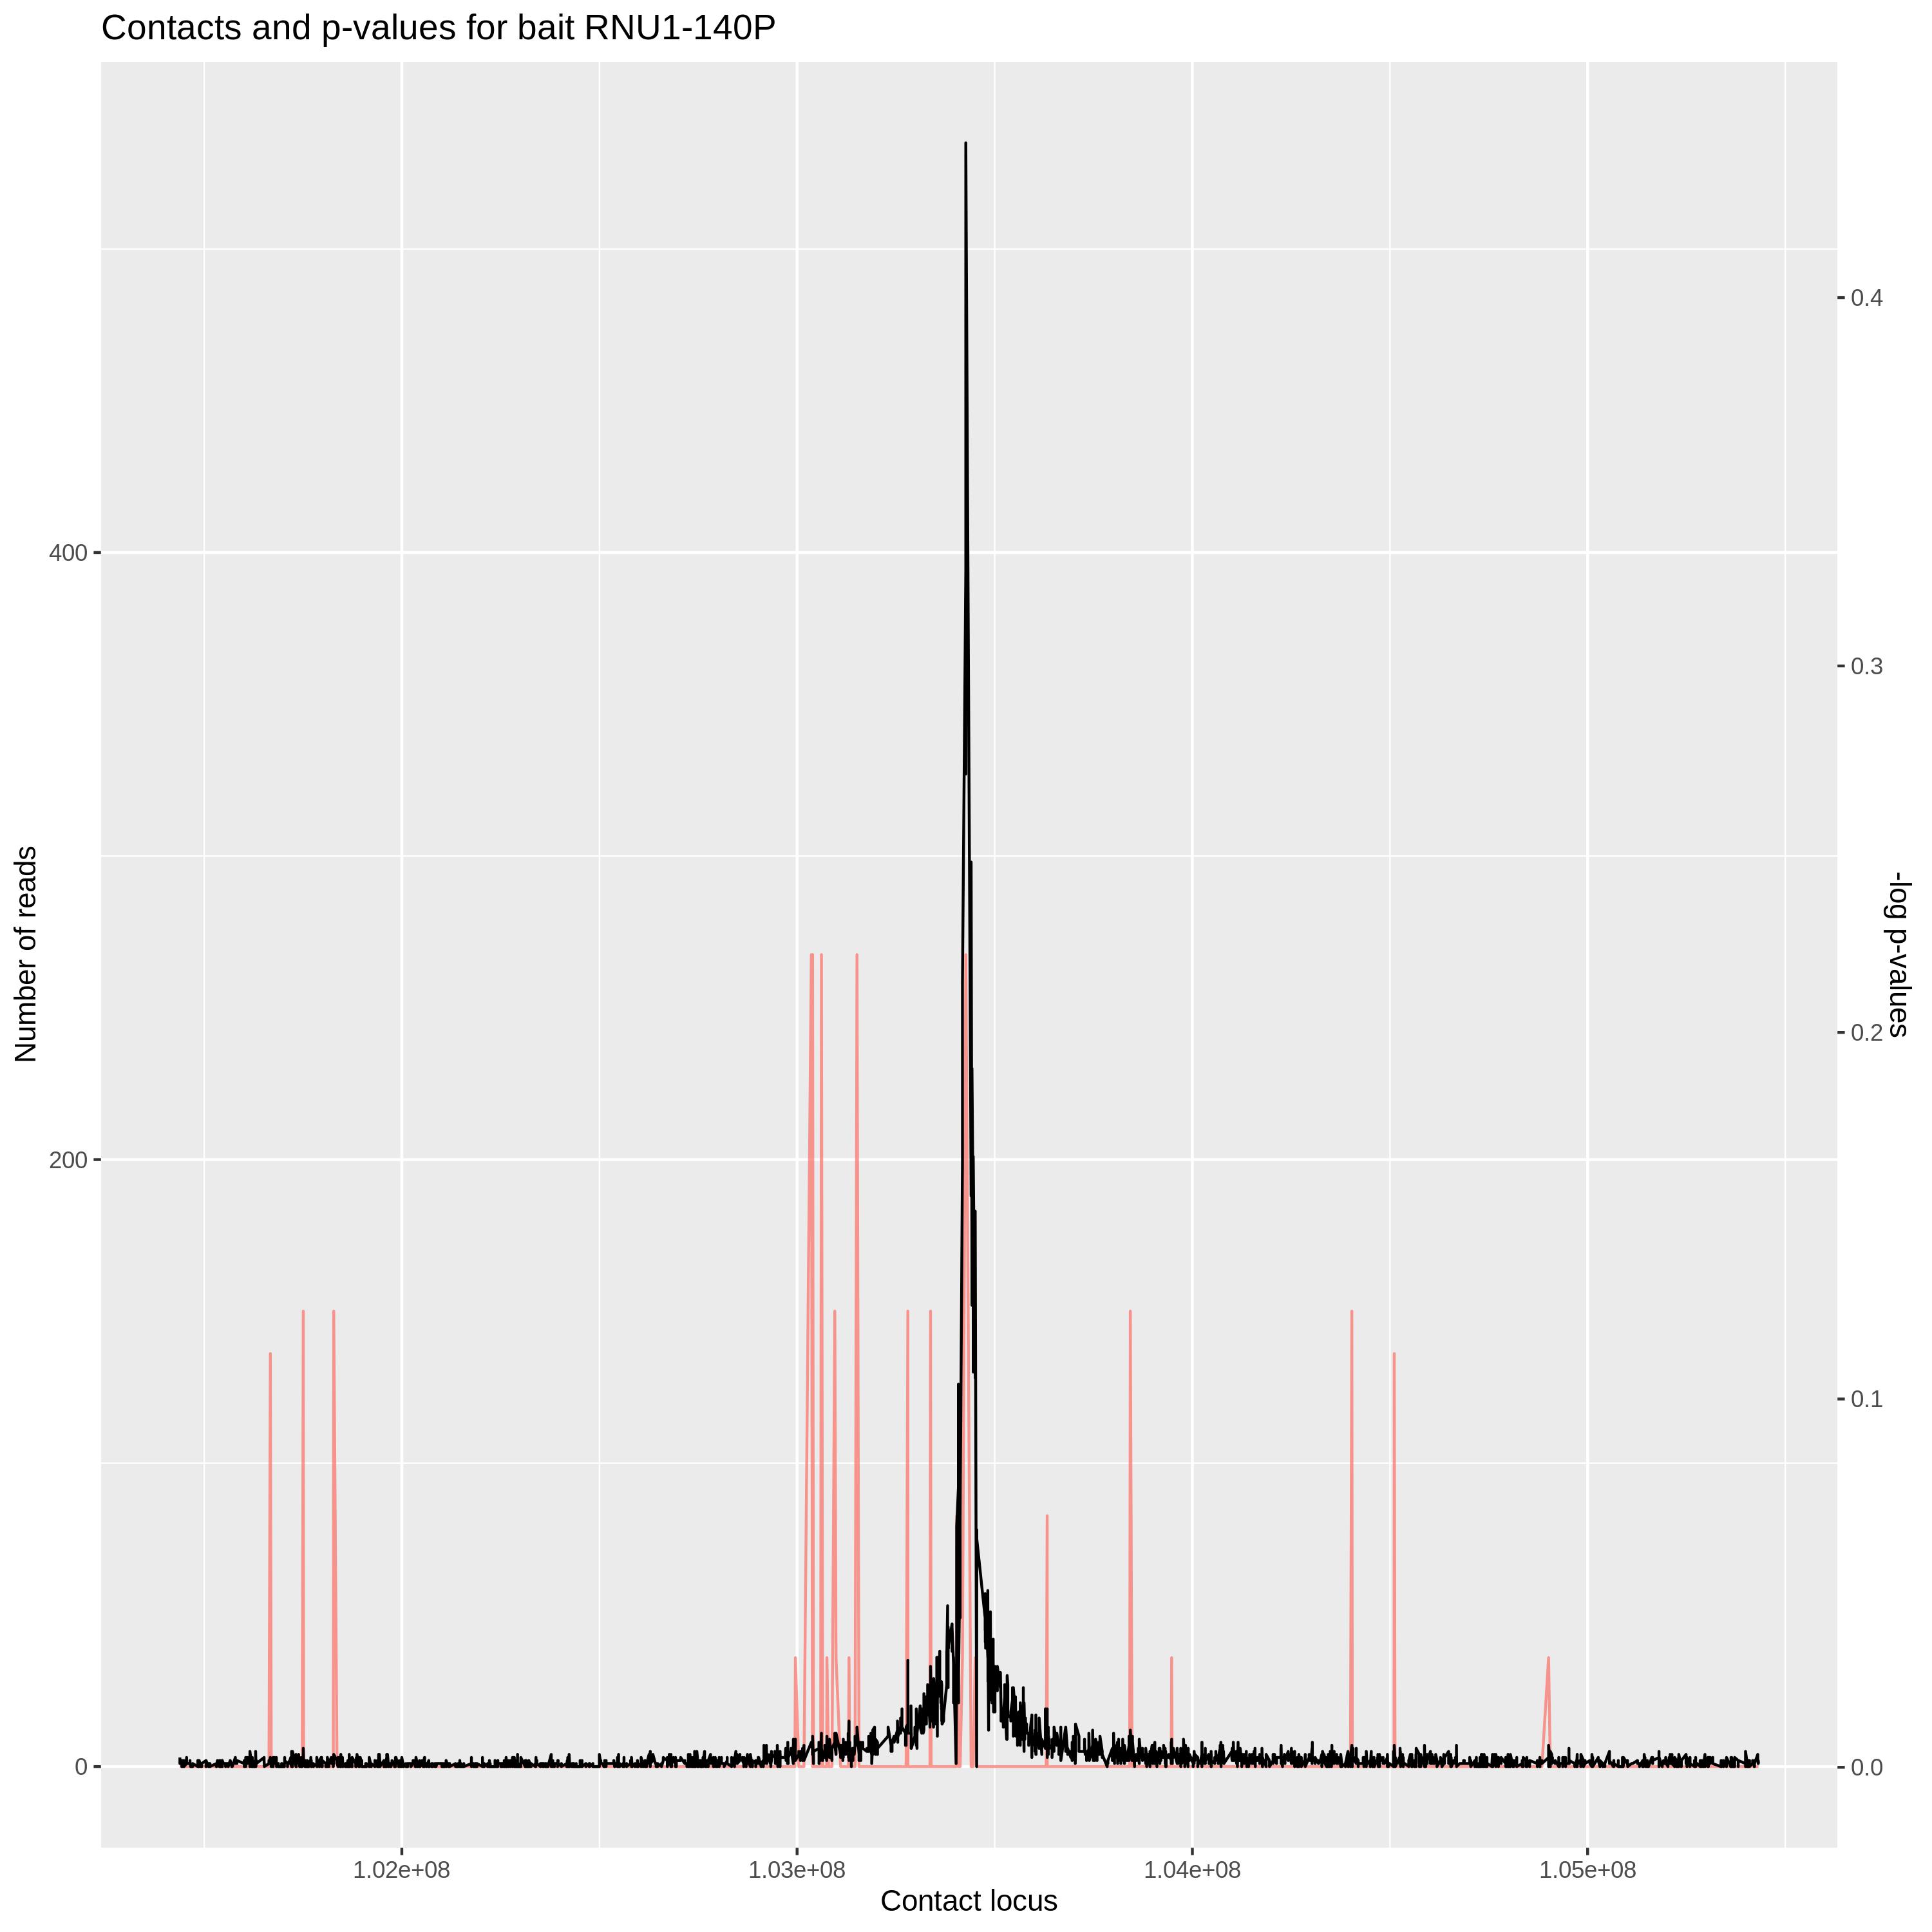 Contacts and p-values for bait RNU1-140P
400
200
0
Number of reads
0.4
0.3
0.2
0.1
0.0
-log p-values
1.02e+08
1.03e+08
1.04e+08
1.05e+08
Contact locus